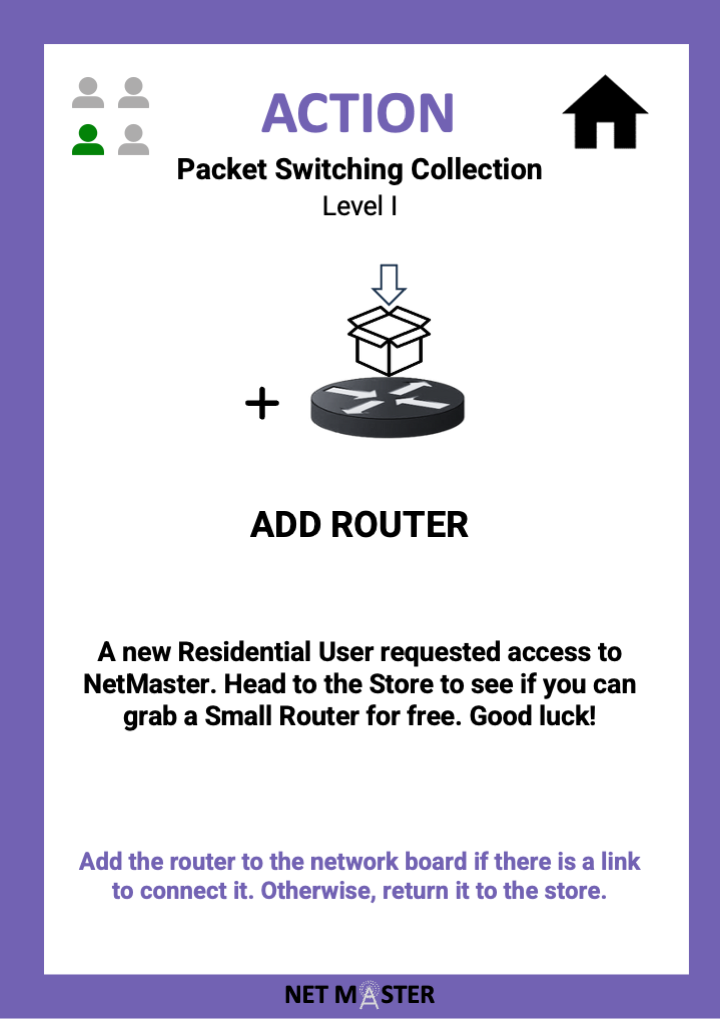 ACTION
Packet Switching Collection
Level I
+
ADD ROUTER
A new Residential User requested access to
NetMaster. Head to the Store to see if you can
grab a Small Router for free. Good luck!
Add the router to the network board if there is a link
to connect it. Otherwise, return it to the store.
NET MASTER